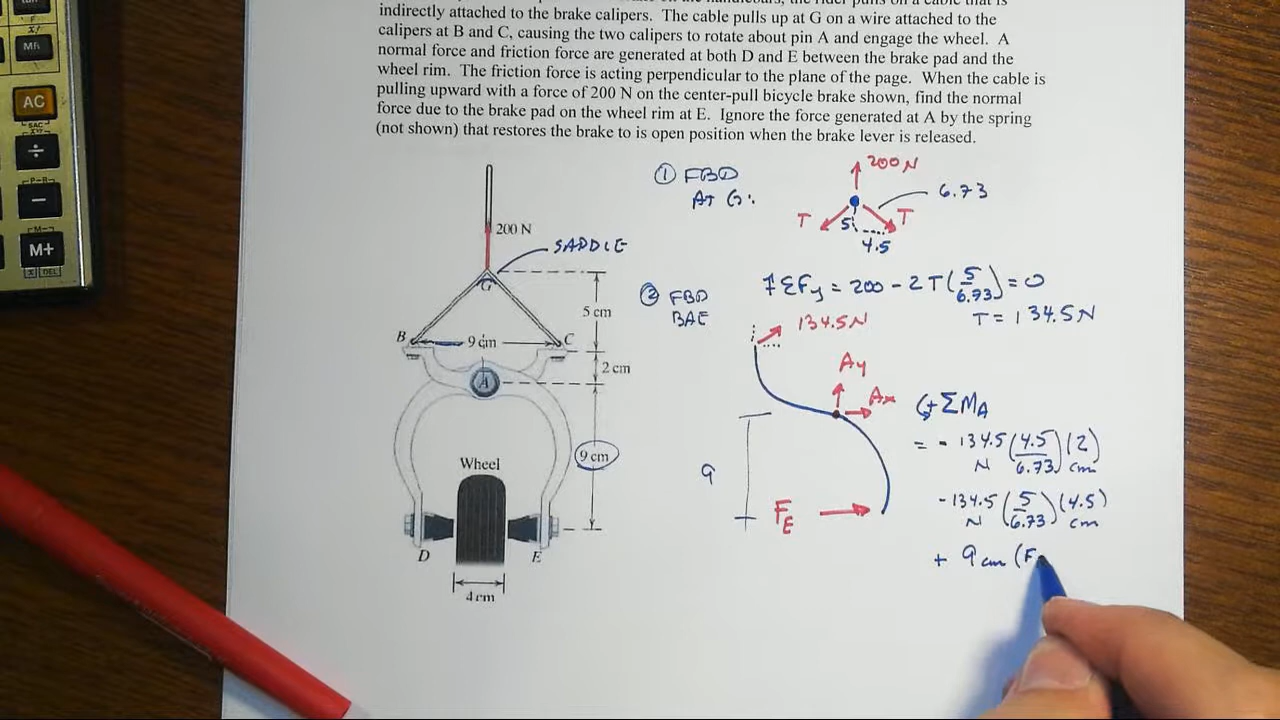 indirectly attached to the brake calipers. The cable pulls up at G on a wire attached to the
calipers at B and C, causing the two calipers to rotate about pin A and engage the wheel. A
normal force and friction force are generated at both D and E between the brake pad and the
wheel rim. The friction force is acting perpendicular to the plane of the page. When the cable is
pulling upward with a force of 200 N on the center-pull bicycle brake shown, find the normal
force due to the brake pad on the wheel rim at E. Ignore the force generated at A by the spring
(not shown) that restores the brake to is open position when the brake lever is released.
MR
AC
÷
−
M+
200 N
SADDLE
G
5 cm
B
9 cm
C
2 cm
A
9 cm
Wheel
D
E
4 cm
① FBD
AT G:
200 N
6.73
T
T
5
4.5
↑ΣFy = 200 - 2T(5/6.73) = 0
T = 134.5 N
② FBD
BAE
134.5 N
Ay
Ax
9
FE
↺+ ΣMA
= - 134.5 N (4.5/6.73)(2) cm
-134.5 N (5/6.73)(4.5) cm
+ 9 cm (F